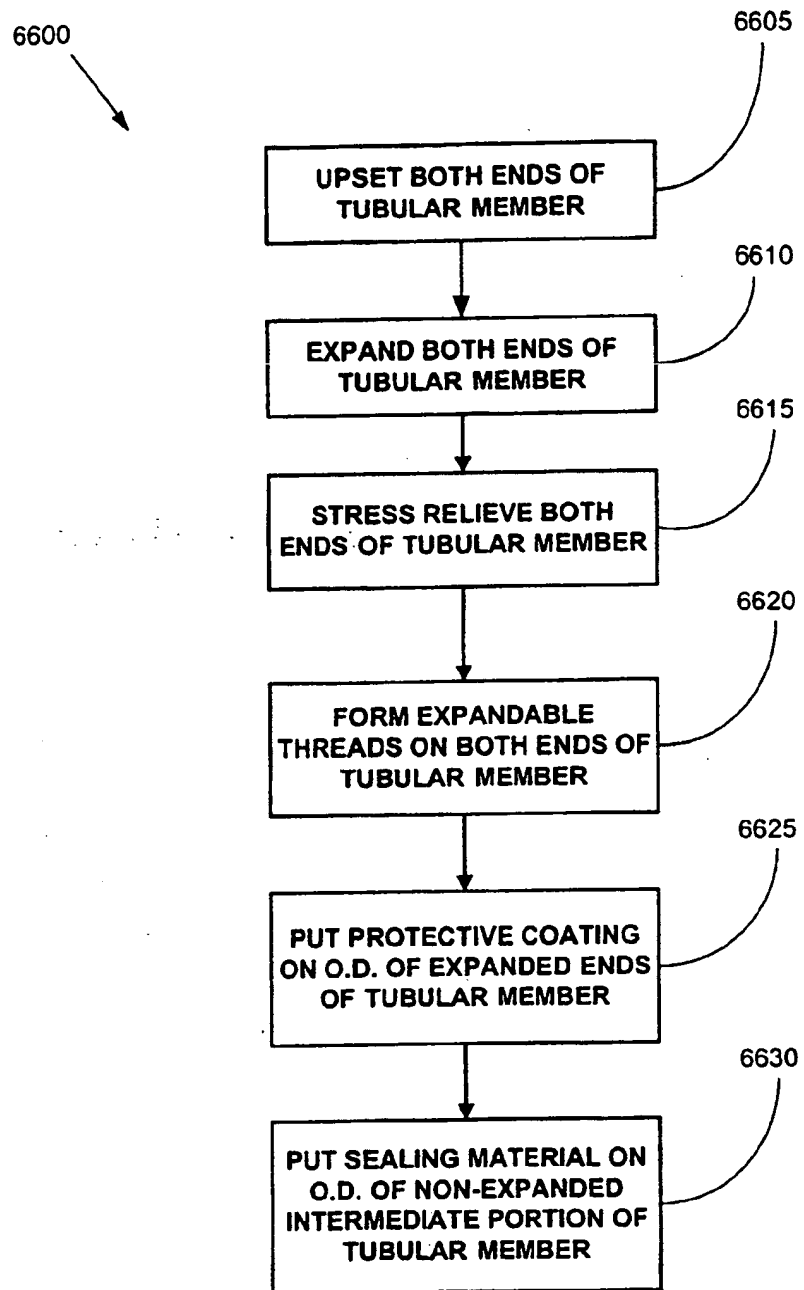 6600
6605
UPSET BOTH ENDS OF
TUBULAR MEMBER
6610
EXPAND BOTH ENDS OF
TUBULAR MEMBER
6615
STRESS RELIEVE BOTH
ENDS OF TUBULAR MEMBER
6620
FORM EXPANDABLE
THREADS ON BOTH ENDS OF
TUBULAR MEMBER
6625
PUT PROTECTIVE COATING
ON O.D. OF EXPANDED ENDS
OF TUBULAR MEMBER
6630
PUT SEALING MATERIAL ON
O.D. OF NON-EXPANDED
INTERMEDIATE PORTION OF
TUBULAR MEMBER